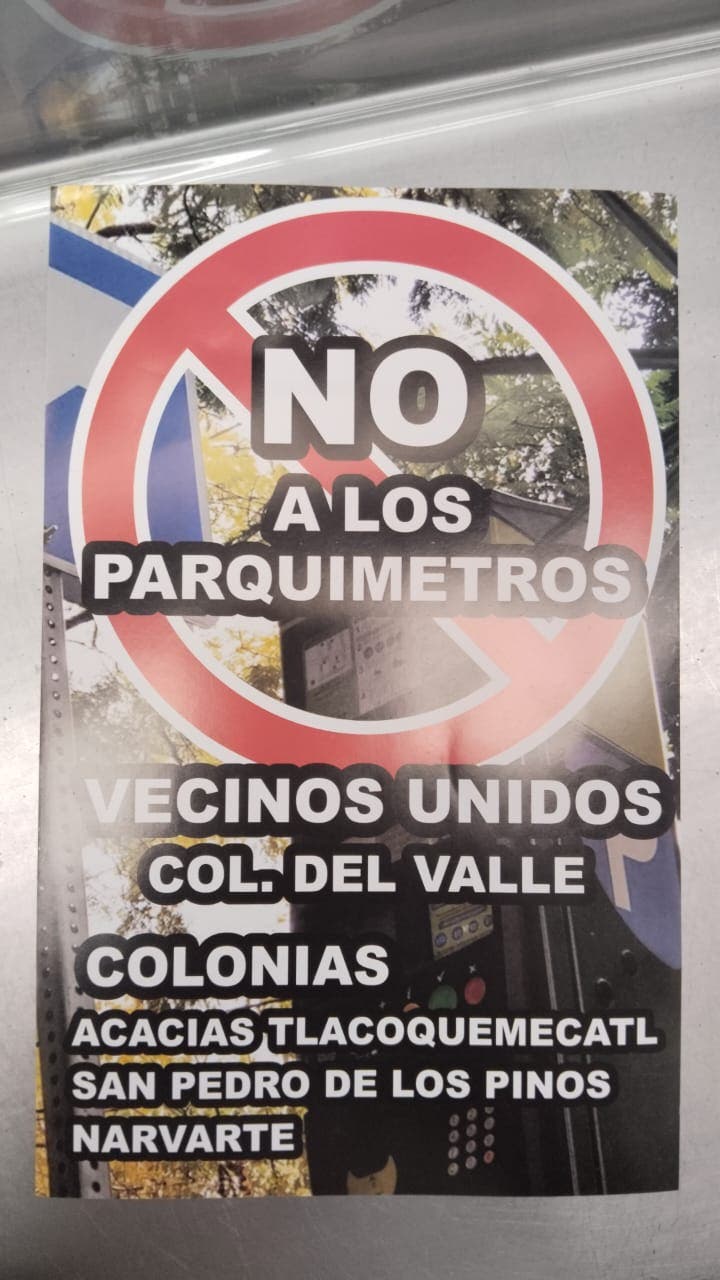 NO
A LOS
PARQUIMETROS
VECINOS UNIDOS
COL. DEL VALLE
COLONIAS
ACACIAS TLACOQUEMECATL
SAN PEDRO DE LOS PINOS
NARVARTE